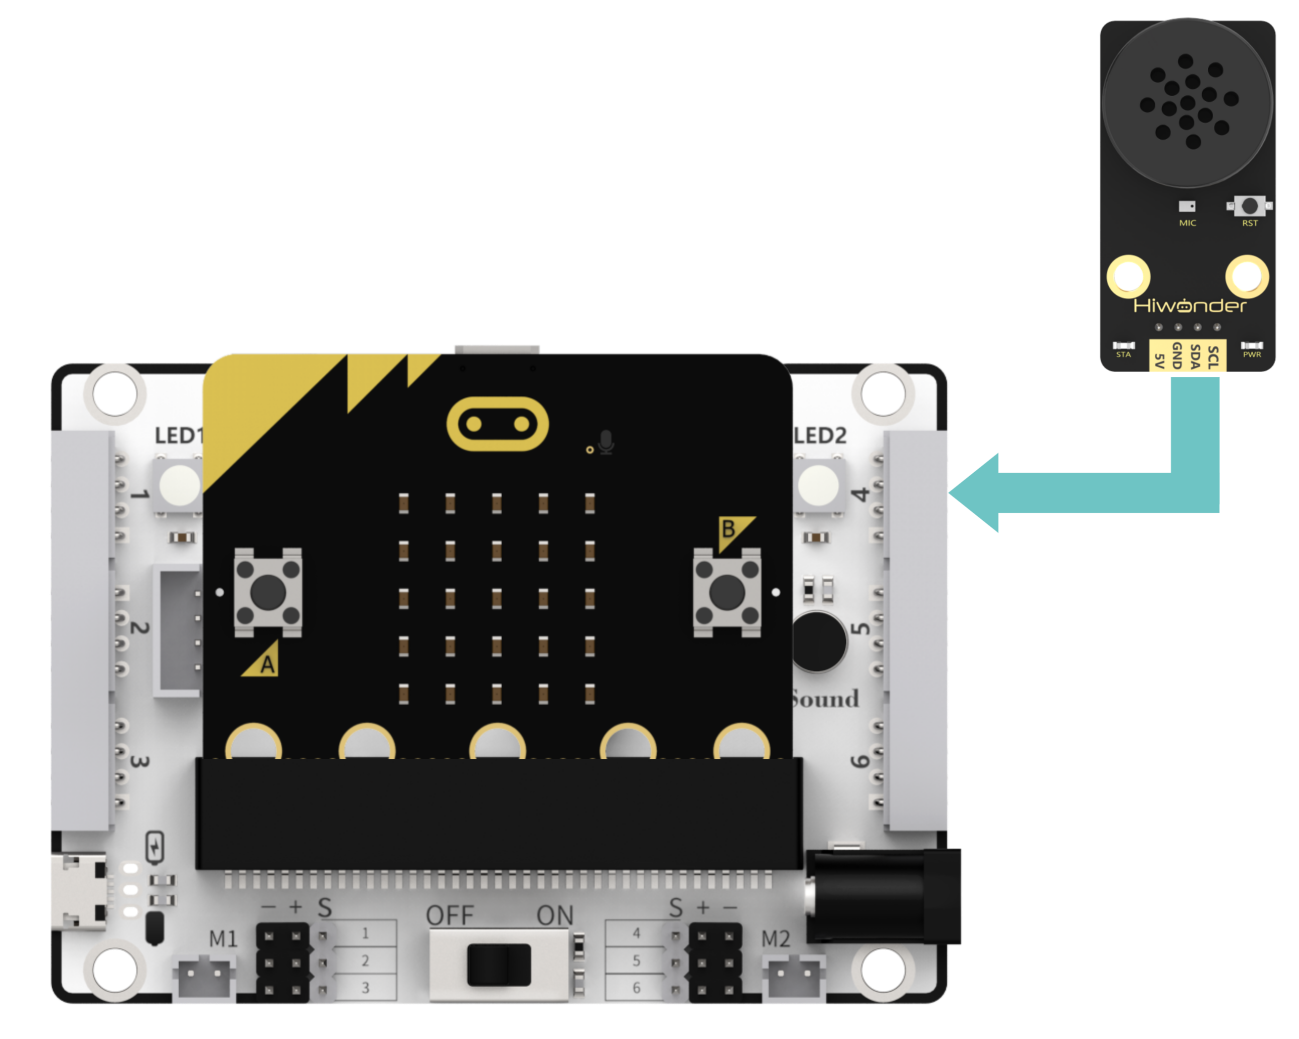 MIC
RST
Hiwonder
STA
5V
GND
SDA
SCL
PWR
LED1
LED2
1
4
B
2
5
A
Sound
3
6
− + S
OFF
ON
S + −
M1
1
2
3
4
5
6
M2